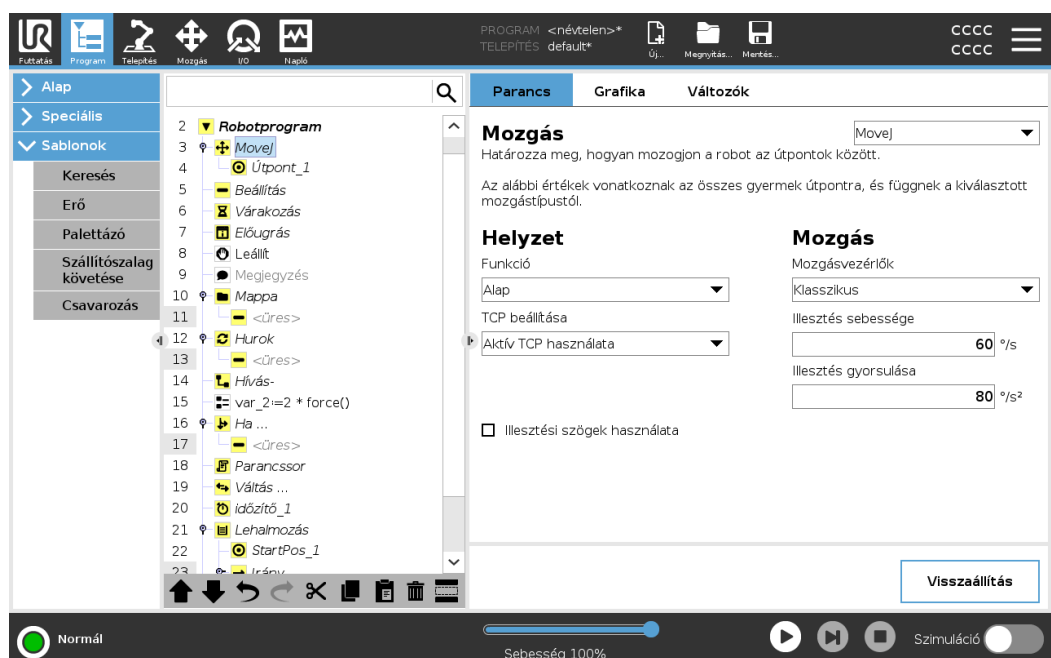 PROGRAM <névtelen>*
TELEPÍTÉS default*
Futtatás
Program
Telepítés
Mozgás
I/O
Napló
Új...
Megnyitás...
Mentés...
cccc
cccc
Alap
Speciális
Sablonok
Keresés
Erő
Palettázó
Szállítószalag
követése
Csavarozás
2 Robotprogram
3 MoveJ
4 Útpont_1
5 Beállítás
6 Várakozás
7 Előugrás
8 Leállít
9 Megjegyzés
10 Mappa
11 <üres>
12 Hurok
13 <üres>
14 Hívás-
15 var_2:=2 * force()
16 Ha ...
17 <üres>
18 Parancssor
19 Váltás ...
20 időzítő_1
21 Lehalmozás
22 StartPos_1
23 Irány
Parancs Grafika Változók
Mozgás MoveJ
Határozza meg, hogyan mozogjon a robot az útpontok között.
Az alábbi értékek vonatkoznak az összes gyermek útpontra, és függnek a kiválasztott
mozgástípustól.
Helyzet
Funkció
Alap
TCP beállítása
Aktív TCP használata
Illesztési szögek használata
Mozgás
Mozgásvezérlők
Klasszikus
Illesztés sebessége
60 °/s
Illesztés gyorsulása
80 °/s²
Visszaállítás
Normál
Sebesség 100%
Szimuláció